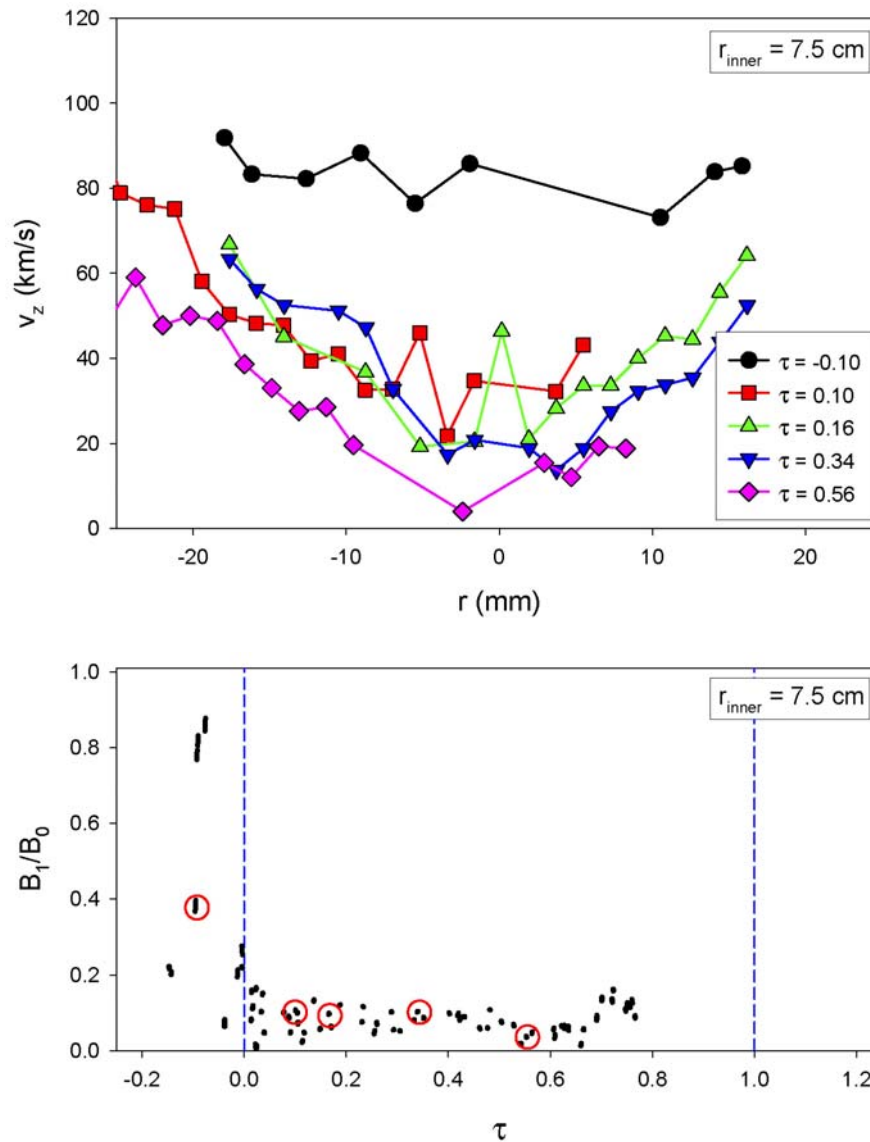 120
100
80
60
40
20
0
v_z (km/s)
r_inner = 7.5 cm
τ = -0.10
τ = 0.10
τ = 0.16
τ = 0.34
τ = 0.56
-20 -10 0 10 20
r (mm)
1.0
0.8
0.6
0.4
0.2
0.0
B_1/B_0
r_inner = 7.5 cm
-0.2 0.0 0.2 0.4 0.6 0.8 1.0 1.2
τ